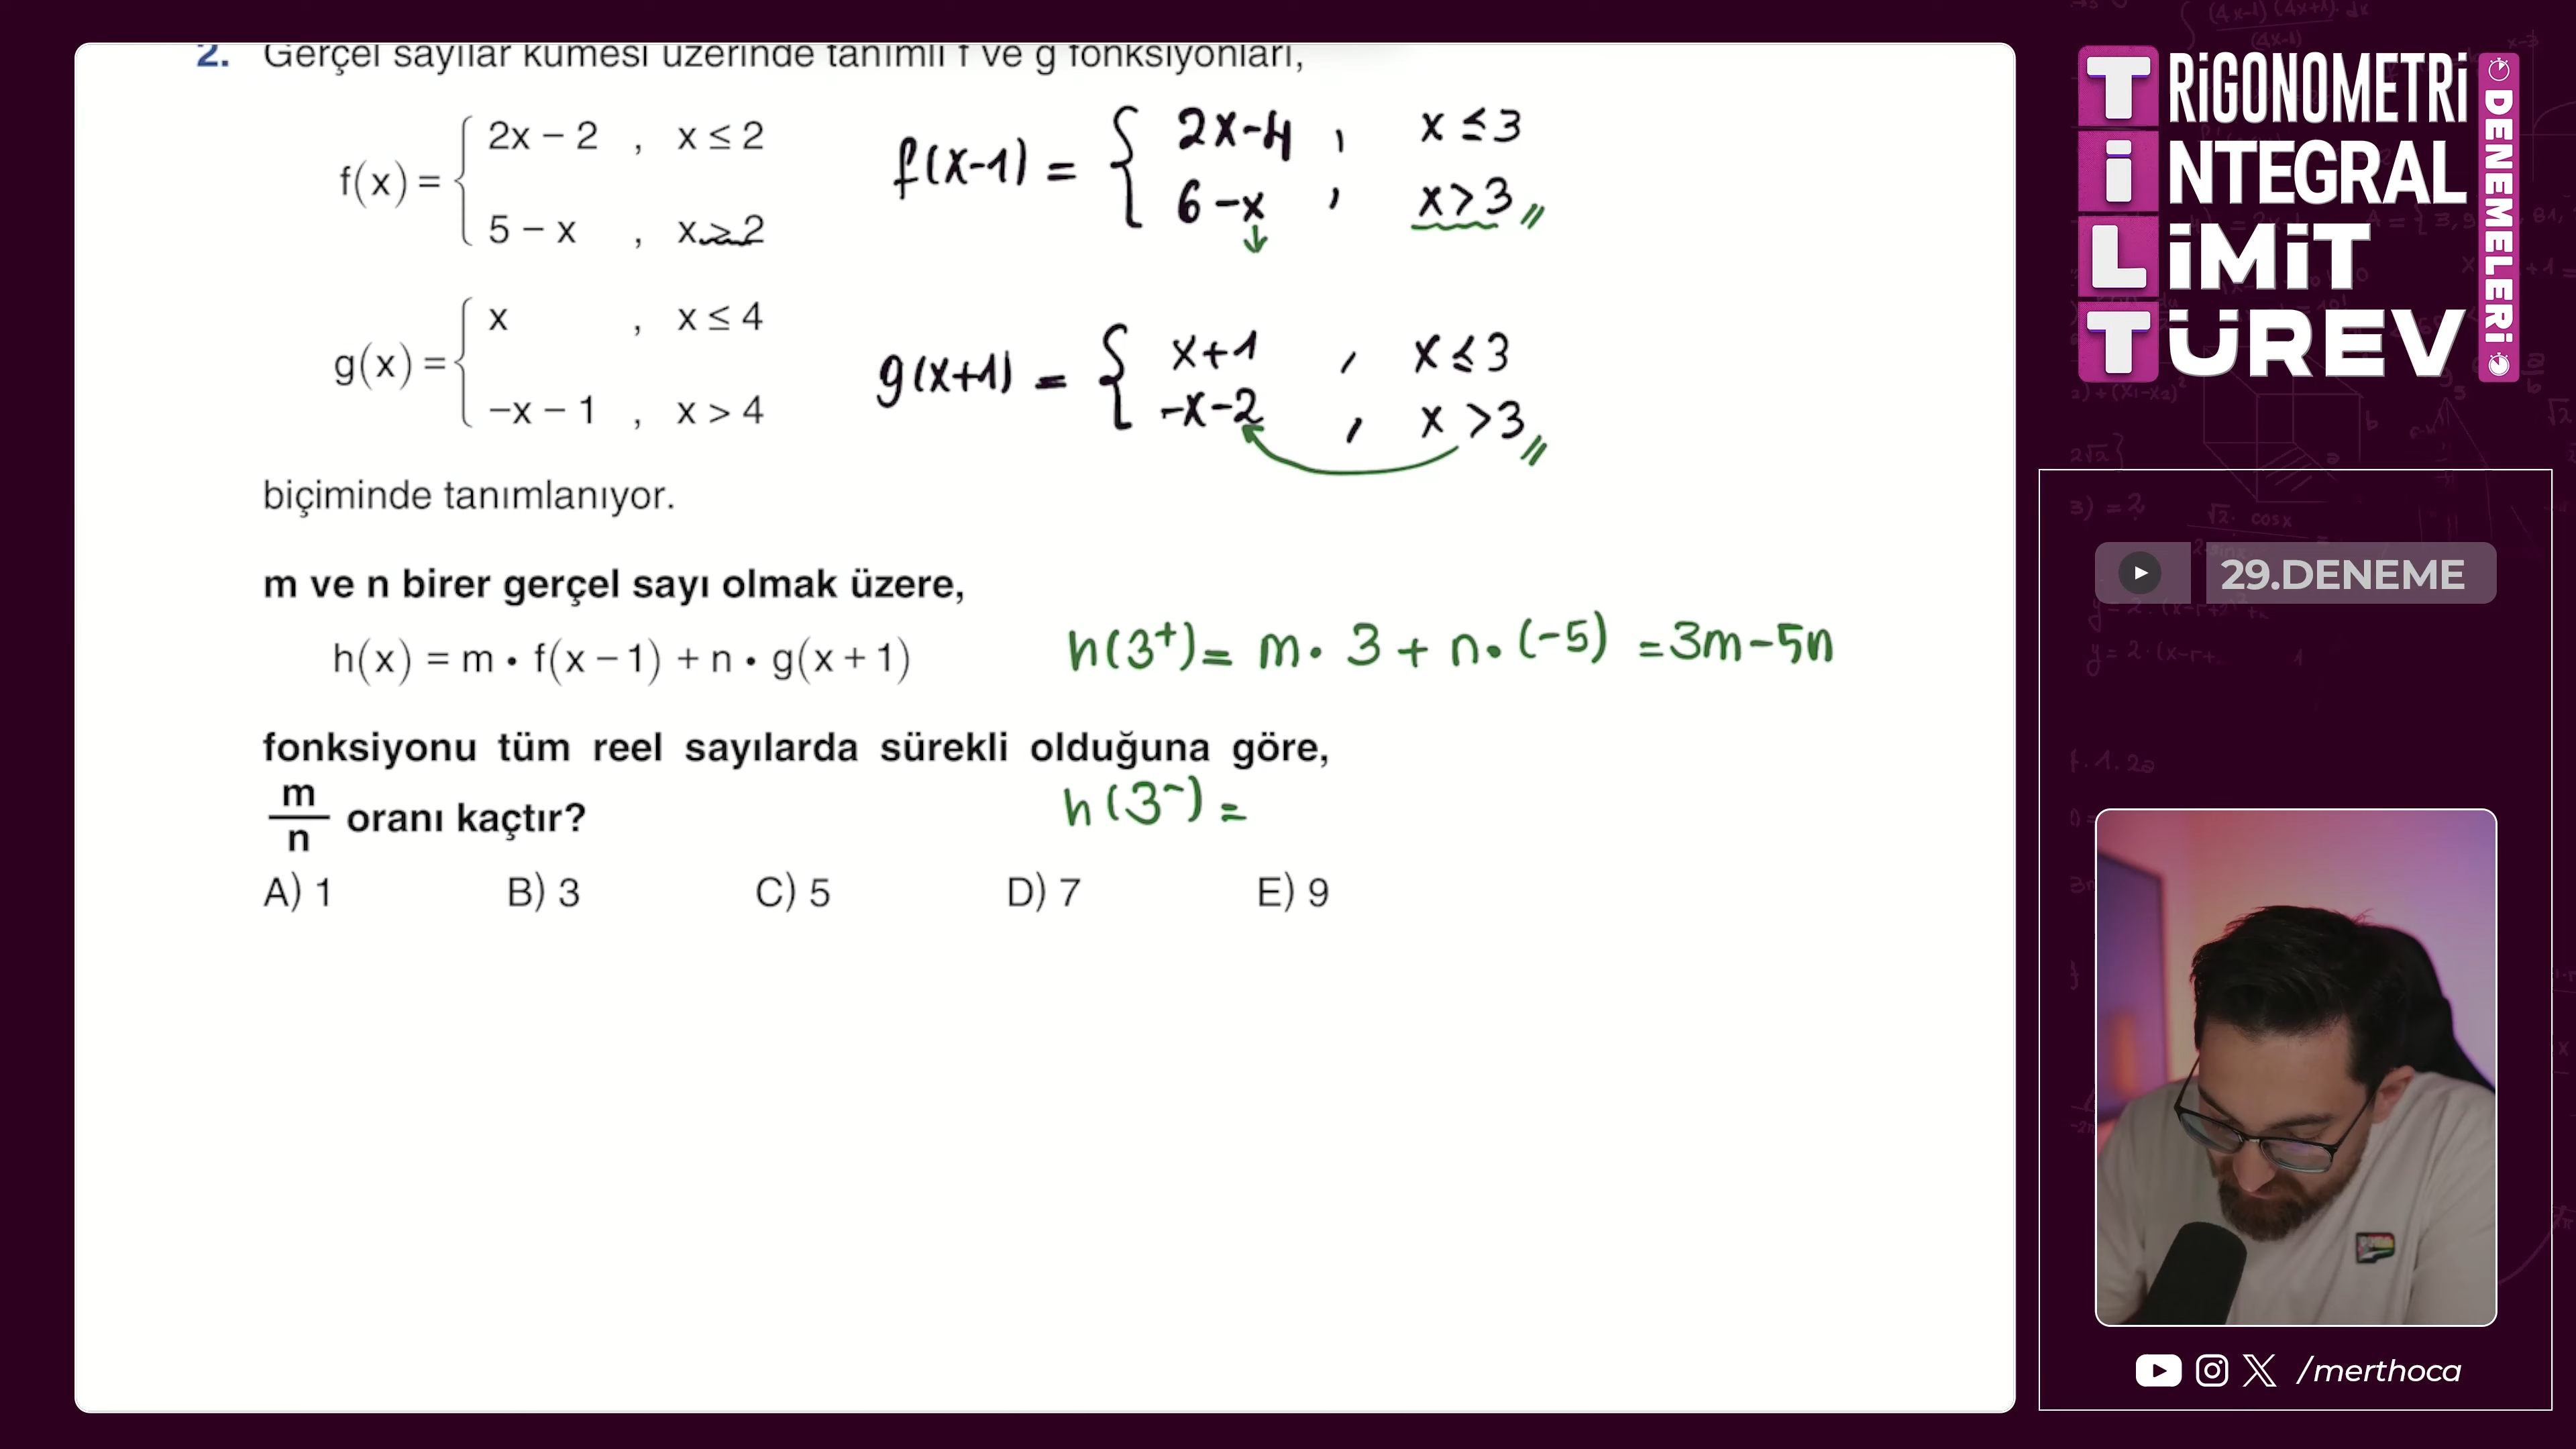 2. Gerçel sayılar kümesi üzerinde tanımlı f ve g fonksiyonları,
f(x) = { 2x – 2 , x ≤ 2
5 – x , x > 2
f(x-1) = { 2x-4 , x ≤ 3
6-x , x > 3 //
g(x) = { x , x ≤ 4
–x – 1 , x > 4
g(x+1) = { x+1 , x ≤ 3
-x-2 , x > 3 //
biçiminde tanımlanıyor.
m ve n birer gerçel sayı olmak üzere,
h(x) = m • f(x – 1) + n • g(x + 1)
h(3⁺) = m • 3 + n • (-5) = 3m-5n
fonksiyonu tüm reel sayılarda sürekli olduğuna göre,
m/n oranı kaçtır?
h(3⁻) =
A) 1 B) 3 C) 5 D) 7 E) 9
TRiGONOMETRi
iNTEGRAL
LiMiT
TÜREV
DENEMELERi
29.DENEME
/merthoca